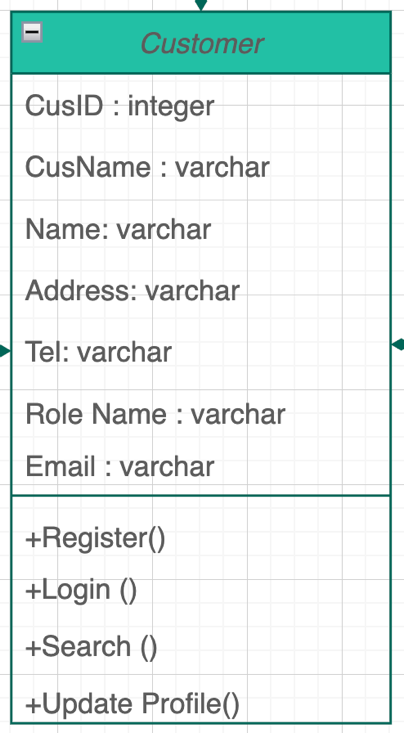 Customer
CusID : integer
CusName : varchar
Name: varchar
Address: varchar
Tel: varchar
Role Name : varchar
Email : varchar
+Register()
+Login ()
+Search ()
+Update Profile()